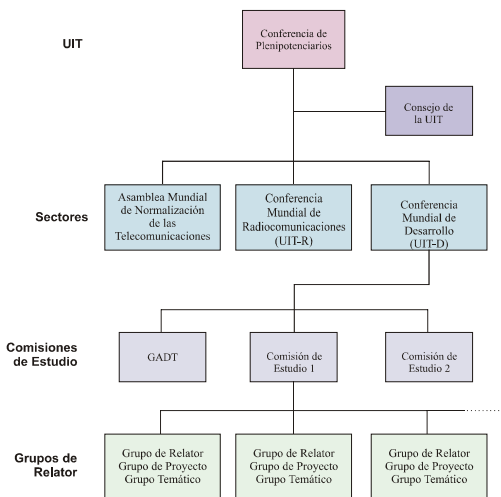 UIT
Conferencia de
Plenipotenciarios
Consejo de
la UIT
Sectores
Asamblea Mundial
de Normalización
de las
Telecomunicaciones
Conferencia
Mundial de
Radiocomunicaciones
(UIT-R)
Conferencia
Mundial de
Desarrollo
(UIT-D)
Comisiones
de Estudio
GADT
Comisión de
Estudio 1
Comisión de
Estudio 2
Grupos de
Relator
Grupo de Relator
Grupo de Proyecto
Grupo Temático
Grupo de Relator
Grupo de Proyecto
Grupo Temático
Grupo de Relator
Grupo de Proyecto
Grupo Temático